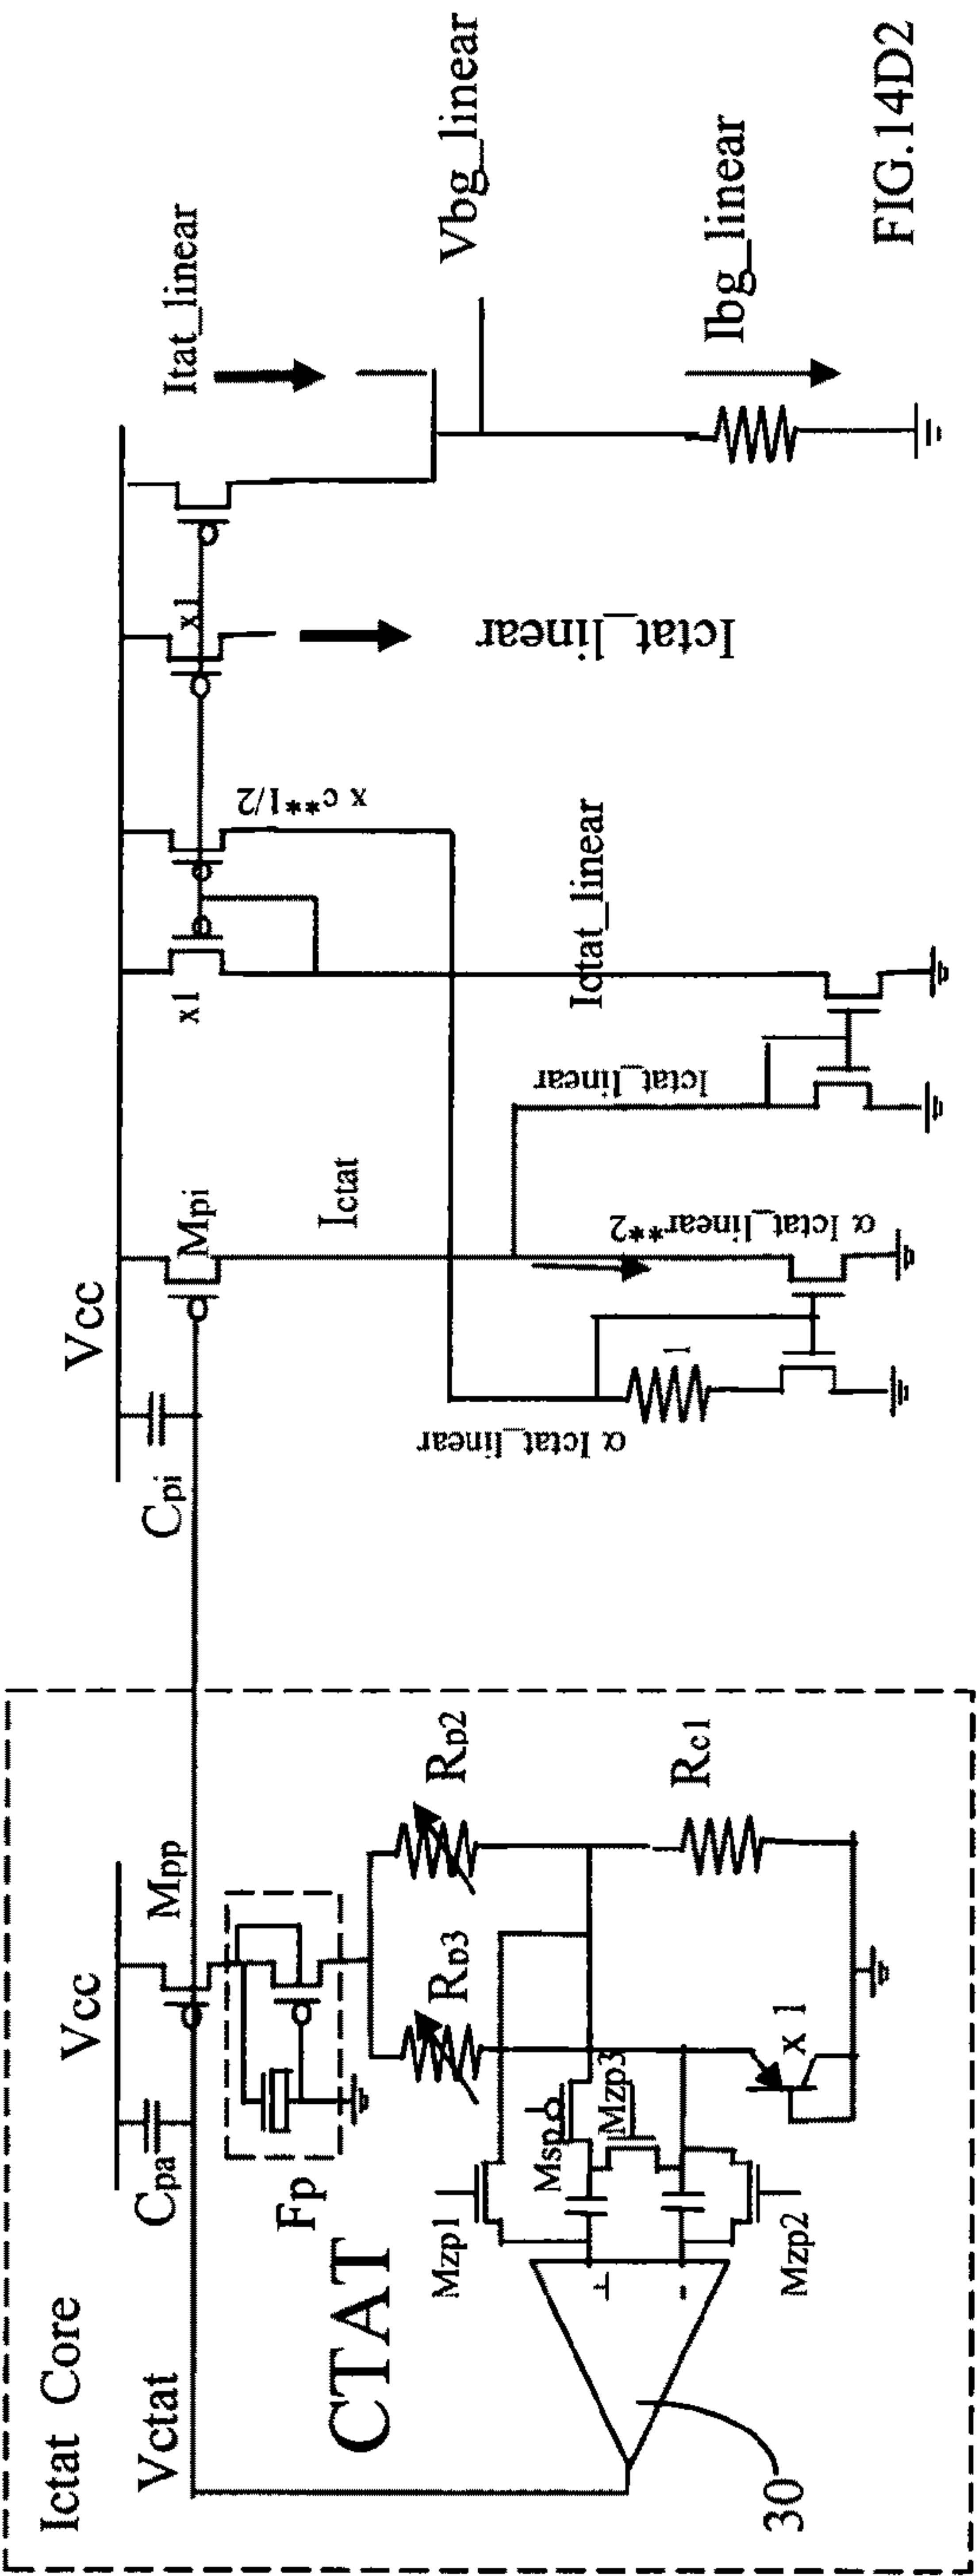 Ictat Core
Vctat
Cpa
Vcc
Mpp
Fp
CTAT
Rp3
Rp2
Mzp1
Msp
Mzp3
Mzp2
+
-
30
Rc1
x 1
Cpi
Vcc
Mpi
Ictat
α Ictat_linear
1
α Ictat_linear**2
Ictat_linear
x1
Ictat_linear
x c**1/2
x1
Ictat_linear
Itat_linear
Vbg_linear
Ibg_linear
FIG.14D2